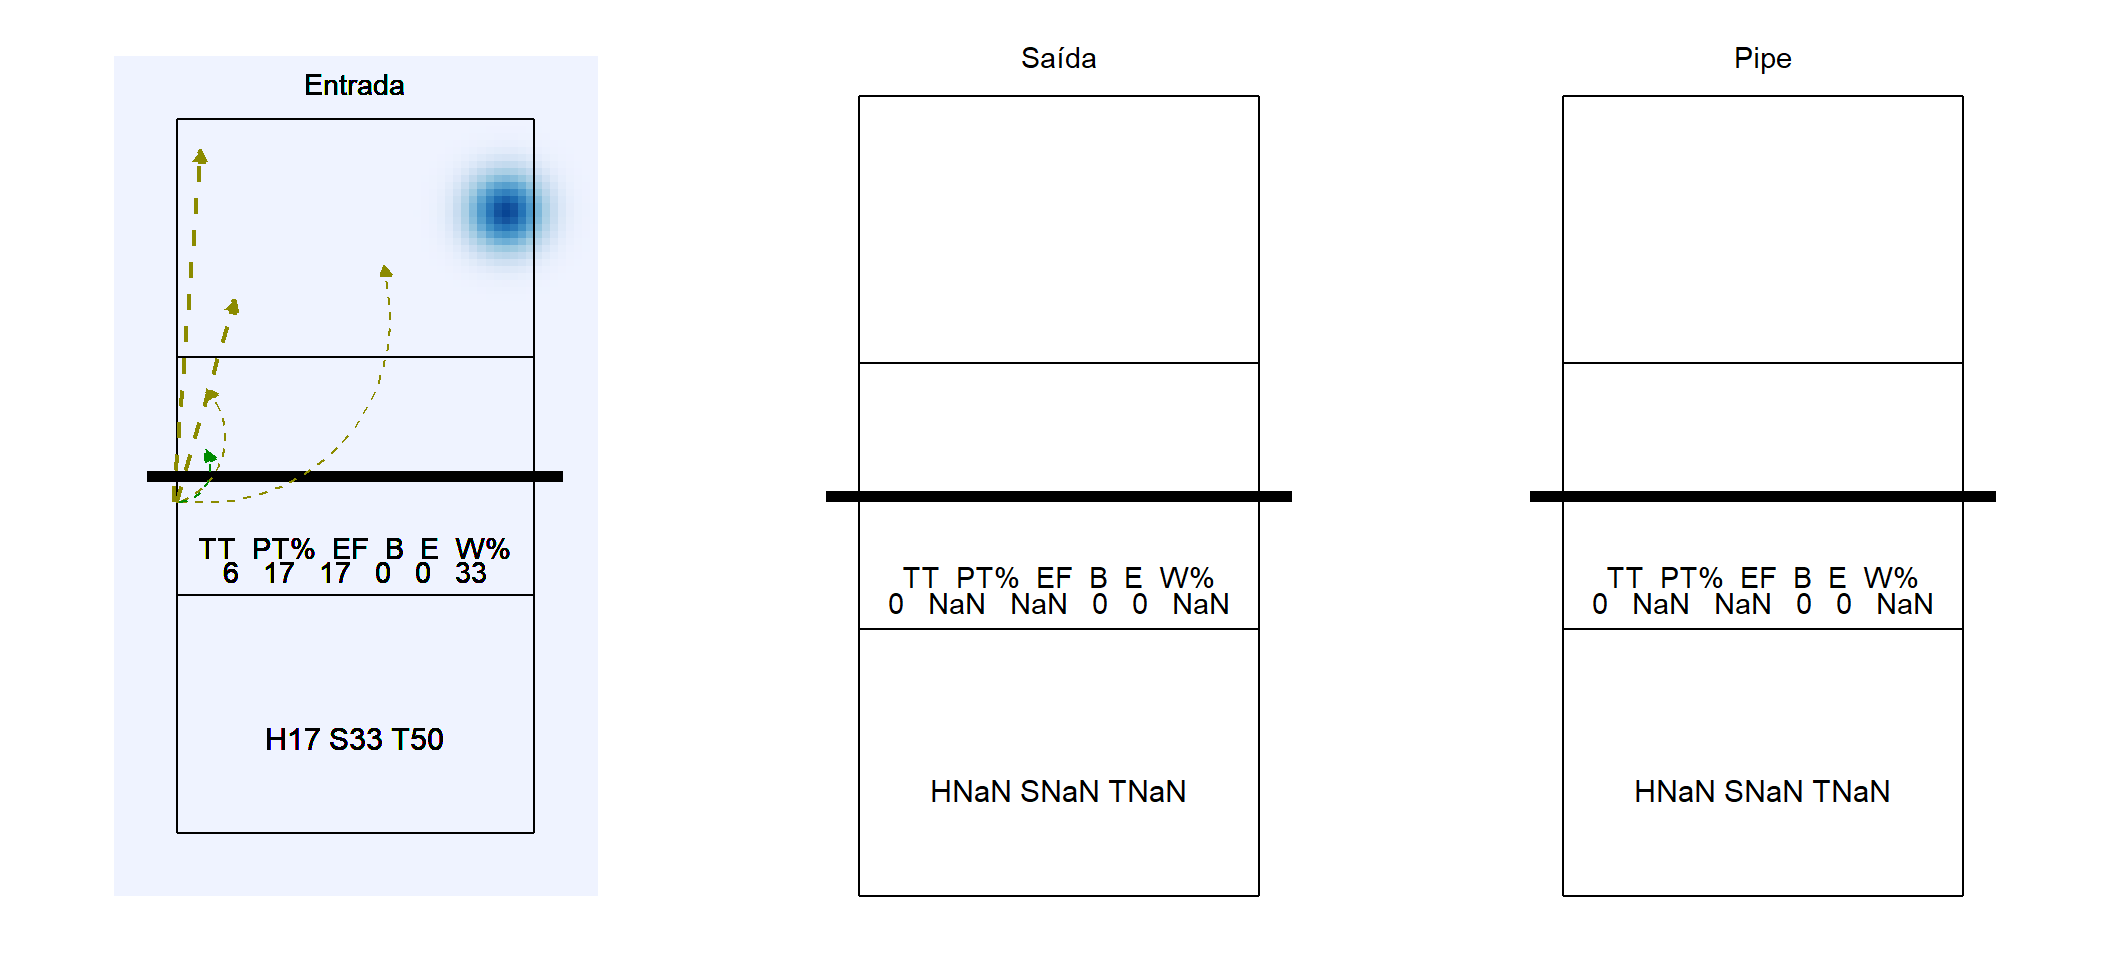 Entrada
TT PT% EF B E W%
6 17 17 0 0 33
H17 S33 T50
Saída
TT PT% EF B E W%
0 NaN NaN 0 0 NaN
HNaN SNaN TNaN
Pipe
TT PT% EF B E W%
0 NaN NaN 0 0 NaN
HNaN SNaN TNaN